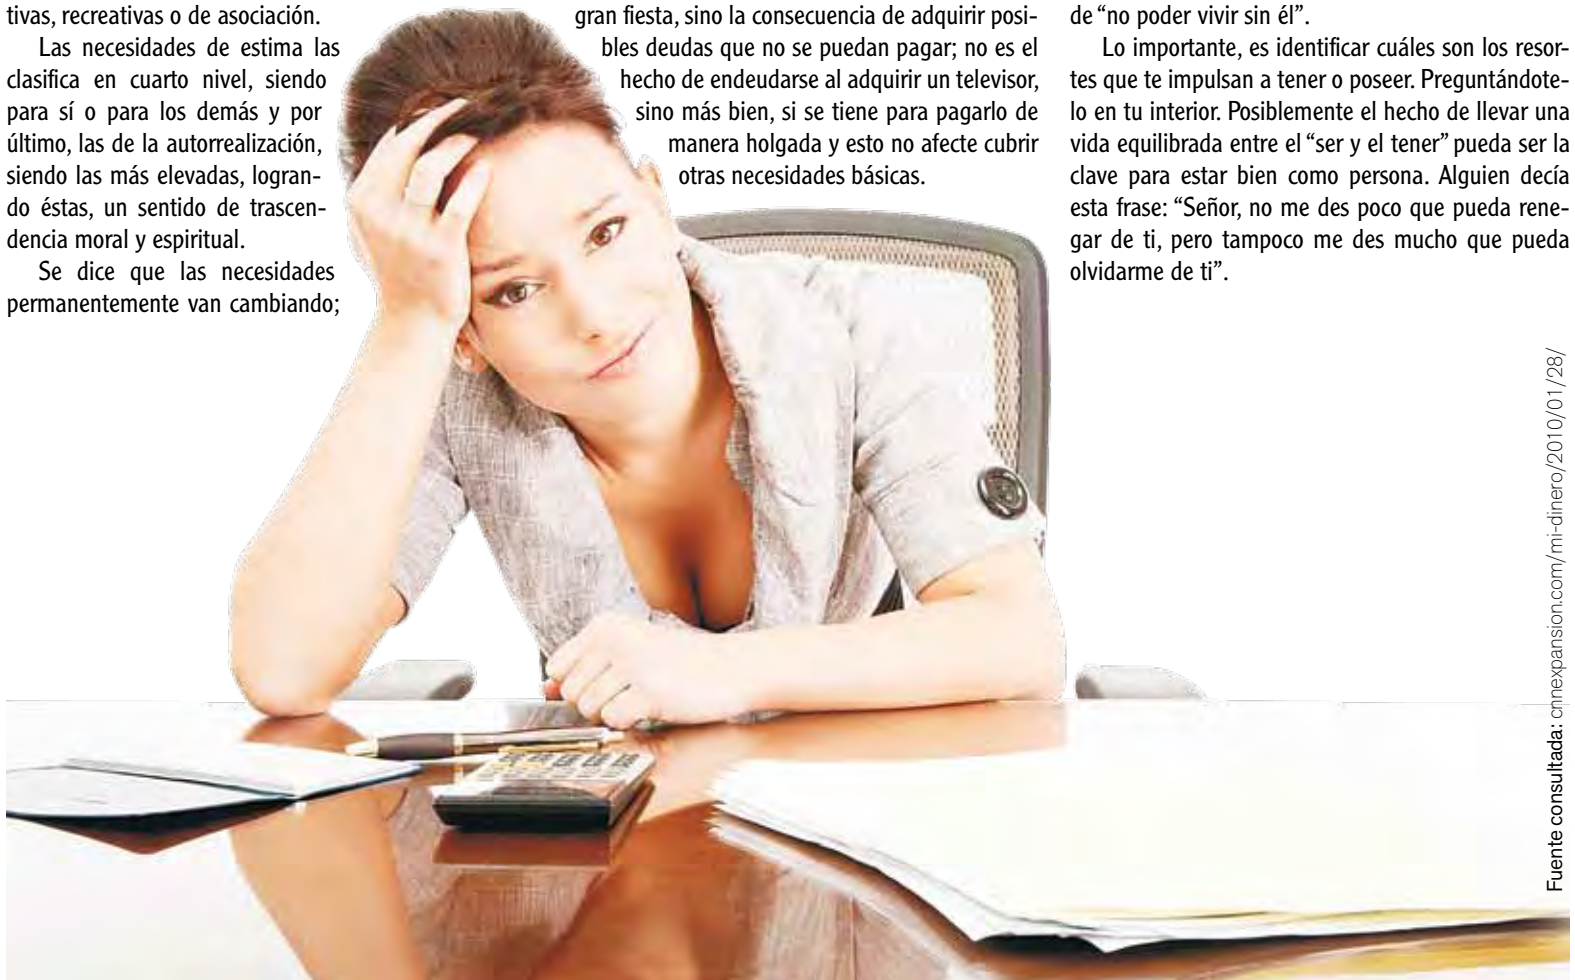 tivas, recreativas o de asociación.
Las necesidades de estima las
clasifica en cuarto nivel, siendo
para sí o para los demás y por
último, las de la autorrealización,
siendo las más elevadas, logran-
do éstas, un sentido de trascen-
dencia moral y espiritual.
Se dice que las necesidades
permanentemente van cambiando;
gran fiesta, sino la consecuencia de adquirir posi-
bles deudas que no se puedan pagar; no es el
hecho de endeudarse al adquirir un televisor,
sino más bien, si se tiene para pagarlo de
manera holgada y esto no afecte cubrir
otras necesidades básicas.
de “no poder vivir sin él”.
Lo importante, es identificar cuáles son los resor-
tes que te impulsan a tener o poseer. Preguntándote-
lo en tu interior. Posiblemente el hecho de llevar una
vida equilibrada entre el “ser y el tener” pueda ser la
clave para estar bien como persona. Alguien decía
esta frase: “Señor, no me des poco que pueda rene-
gar de ti, pero tampoco me des mucho que pueda
olvidarme de ti”.
Fuente consultada: cnnexpansion.com/mi-dinero/2010/01/28/